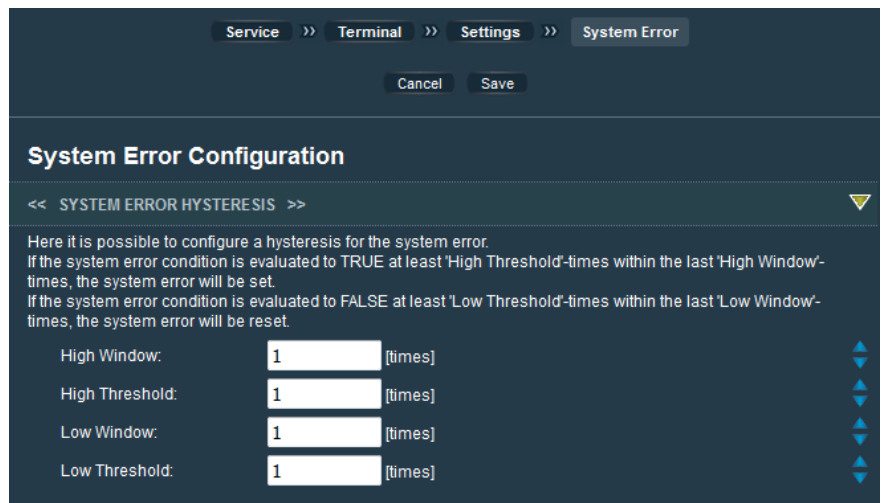 Service >> Terminal >> Settings >> System Error
Cancel Save
System Error Configuration
<< SYSTEM ERROR HYSTERESIS >>
Here it is possible to configure a hysteresis for the system error.
If the system error condition is evaluated to TRUE at least 'High Threshold'-times within the last 'High Window'-
times, the system error will be set.
If the system error condition is evaluated to FALSE at least 'Low Threshold'-times within the last 'Low Window'-
times, the system error will be reset.
High Window: 1 [times]
High Threshold: 1 [times]
Low Window: 1 [times]
Low Threshold: 1 [times]